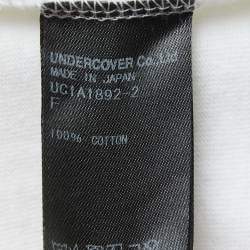 UNDERCOVER Co.,Ltd
MADE IN JAPAN
UC1A1892-2
F
100% COTTON